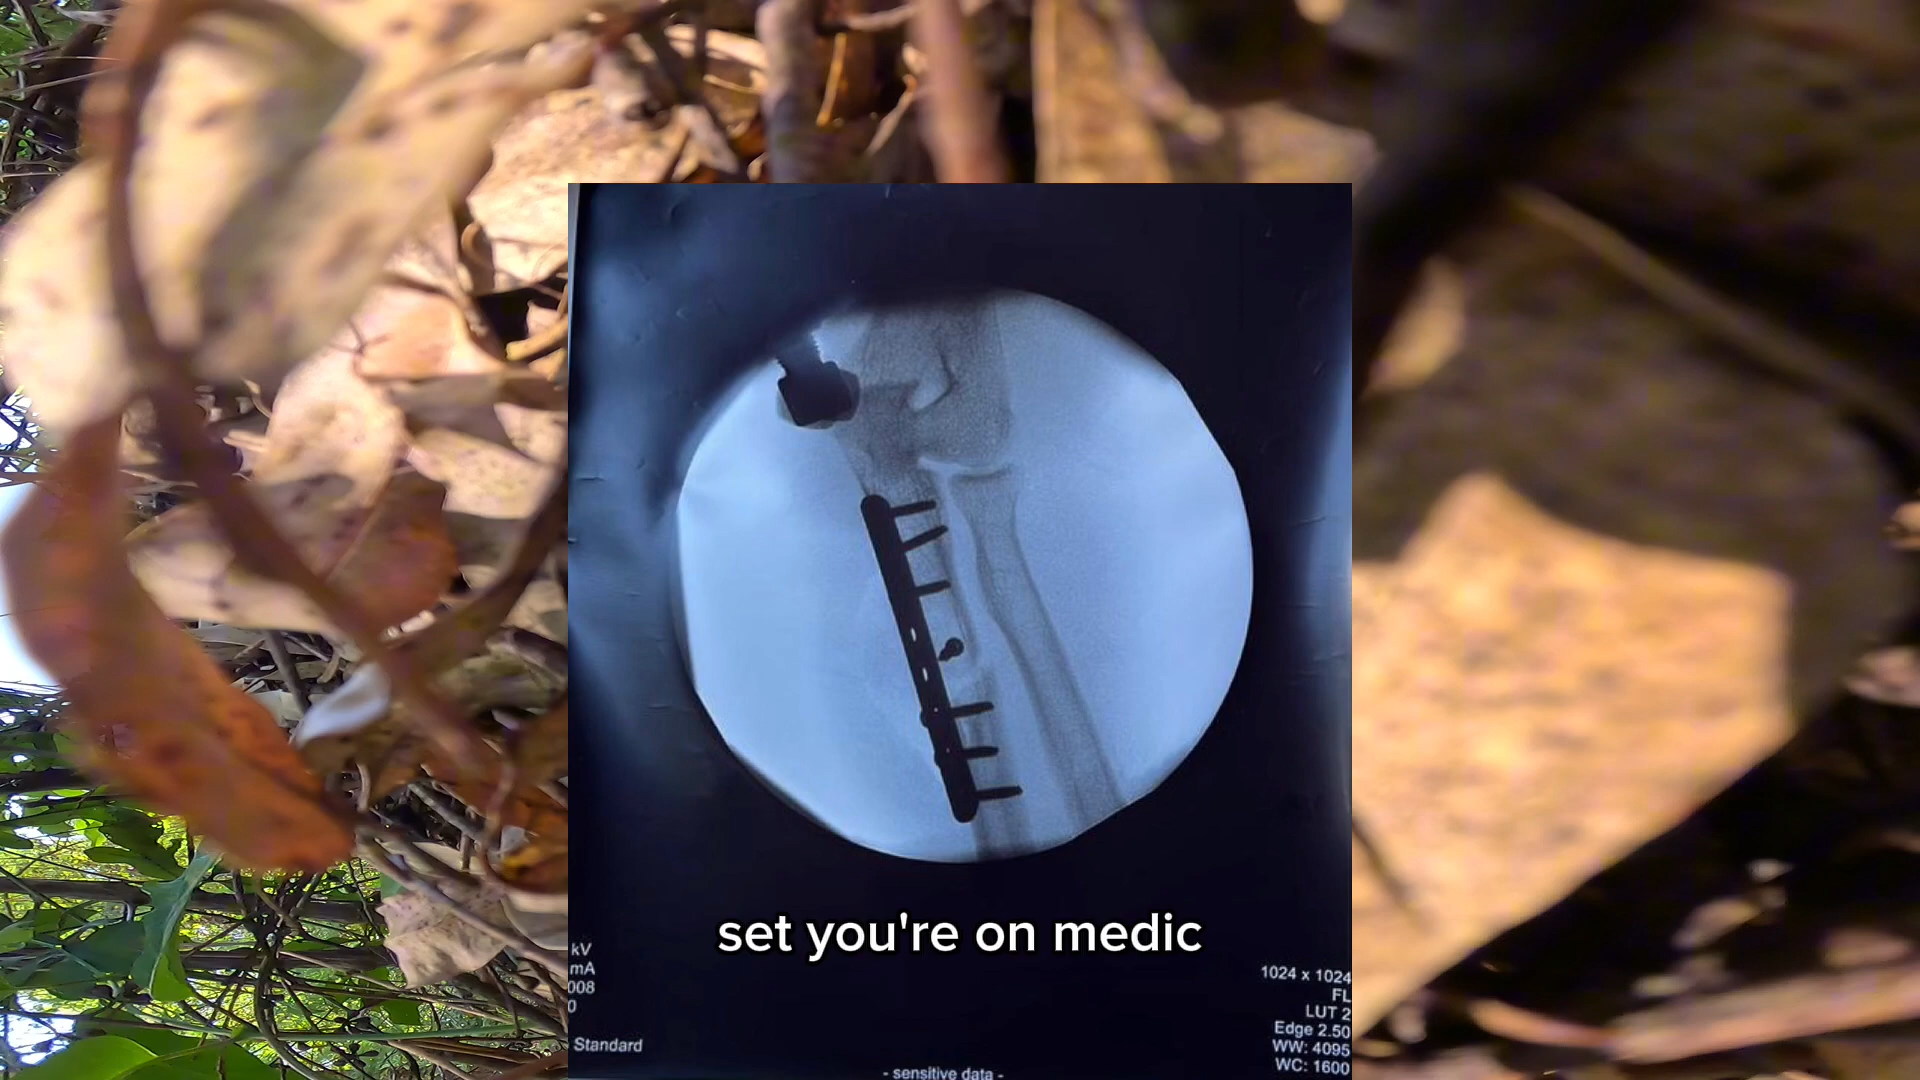 set you're on medic
kV
mA
008
0
Standard
1024 x 1024
FL
LUT 2
Edge 2.50
WW: 4095
WC: 1600
- sensitive data -